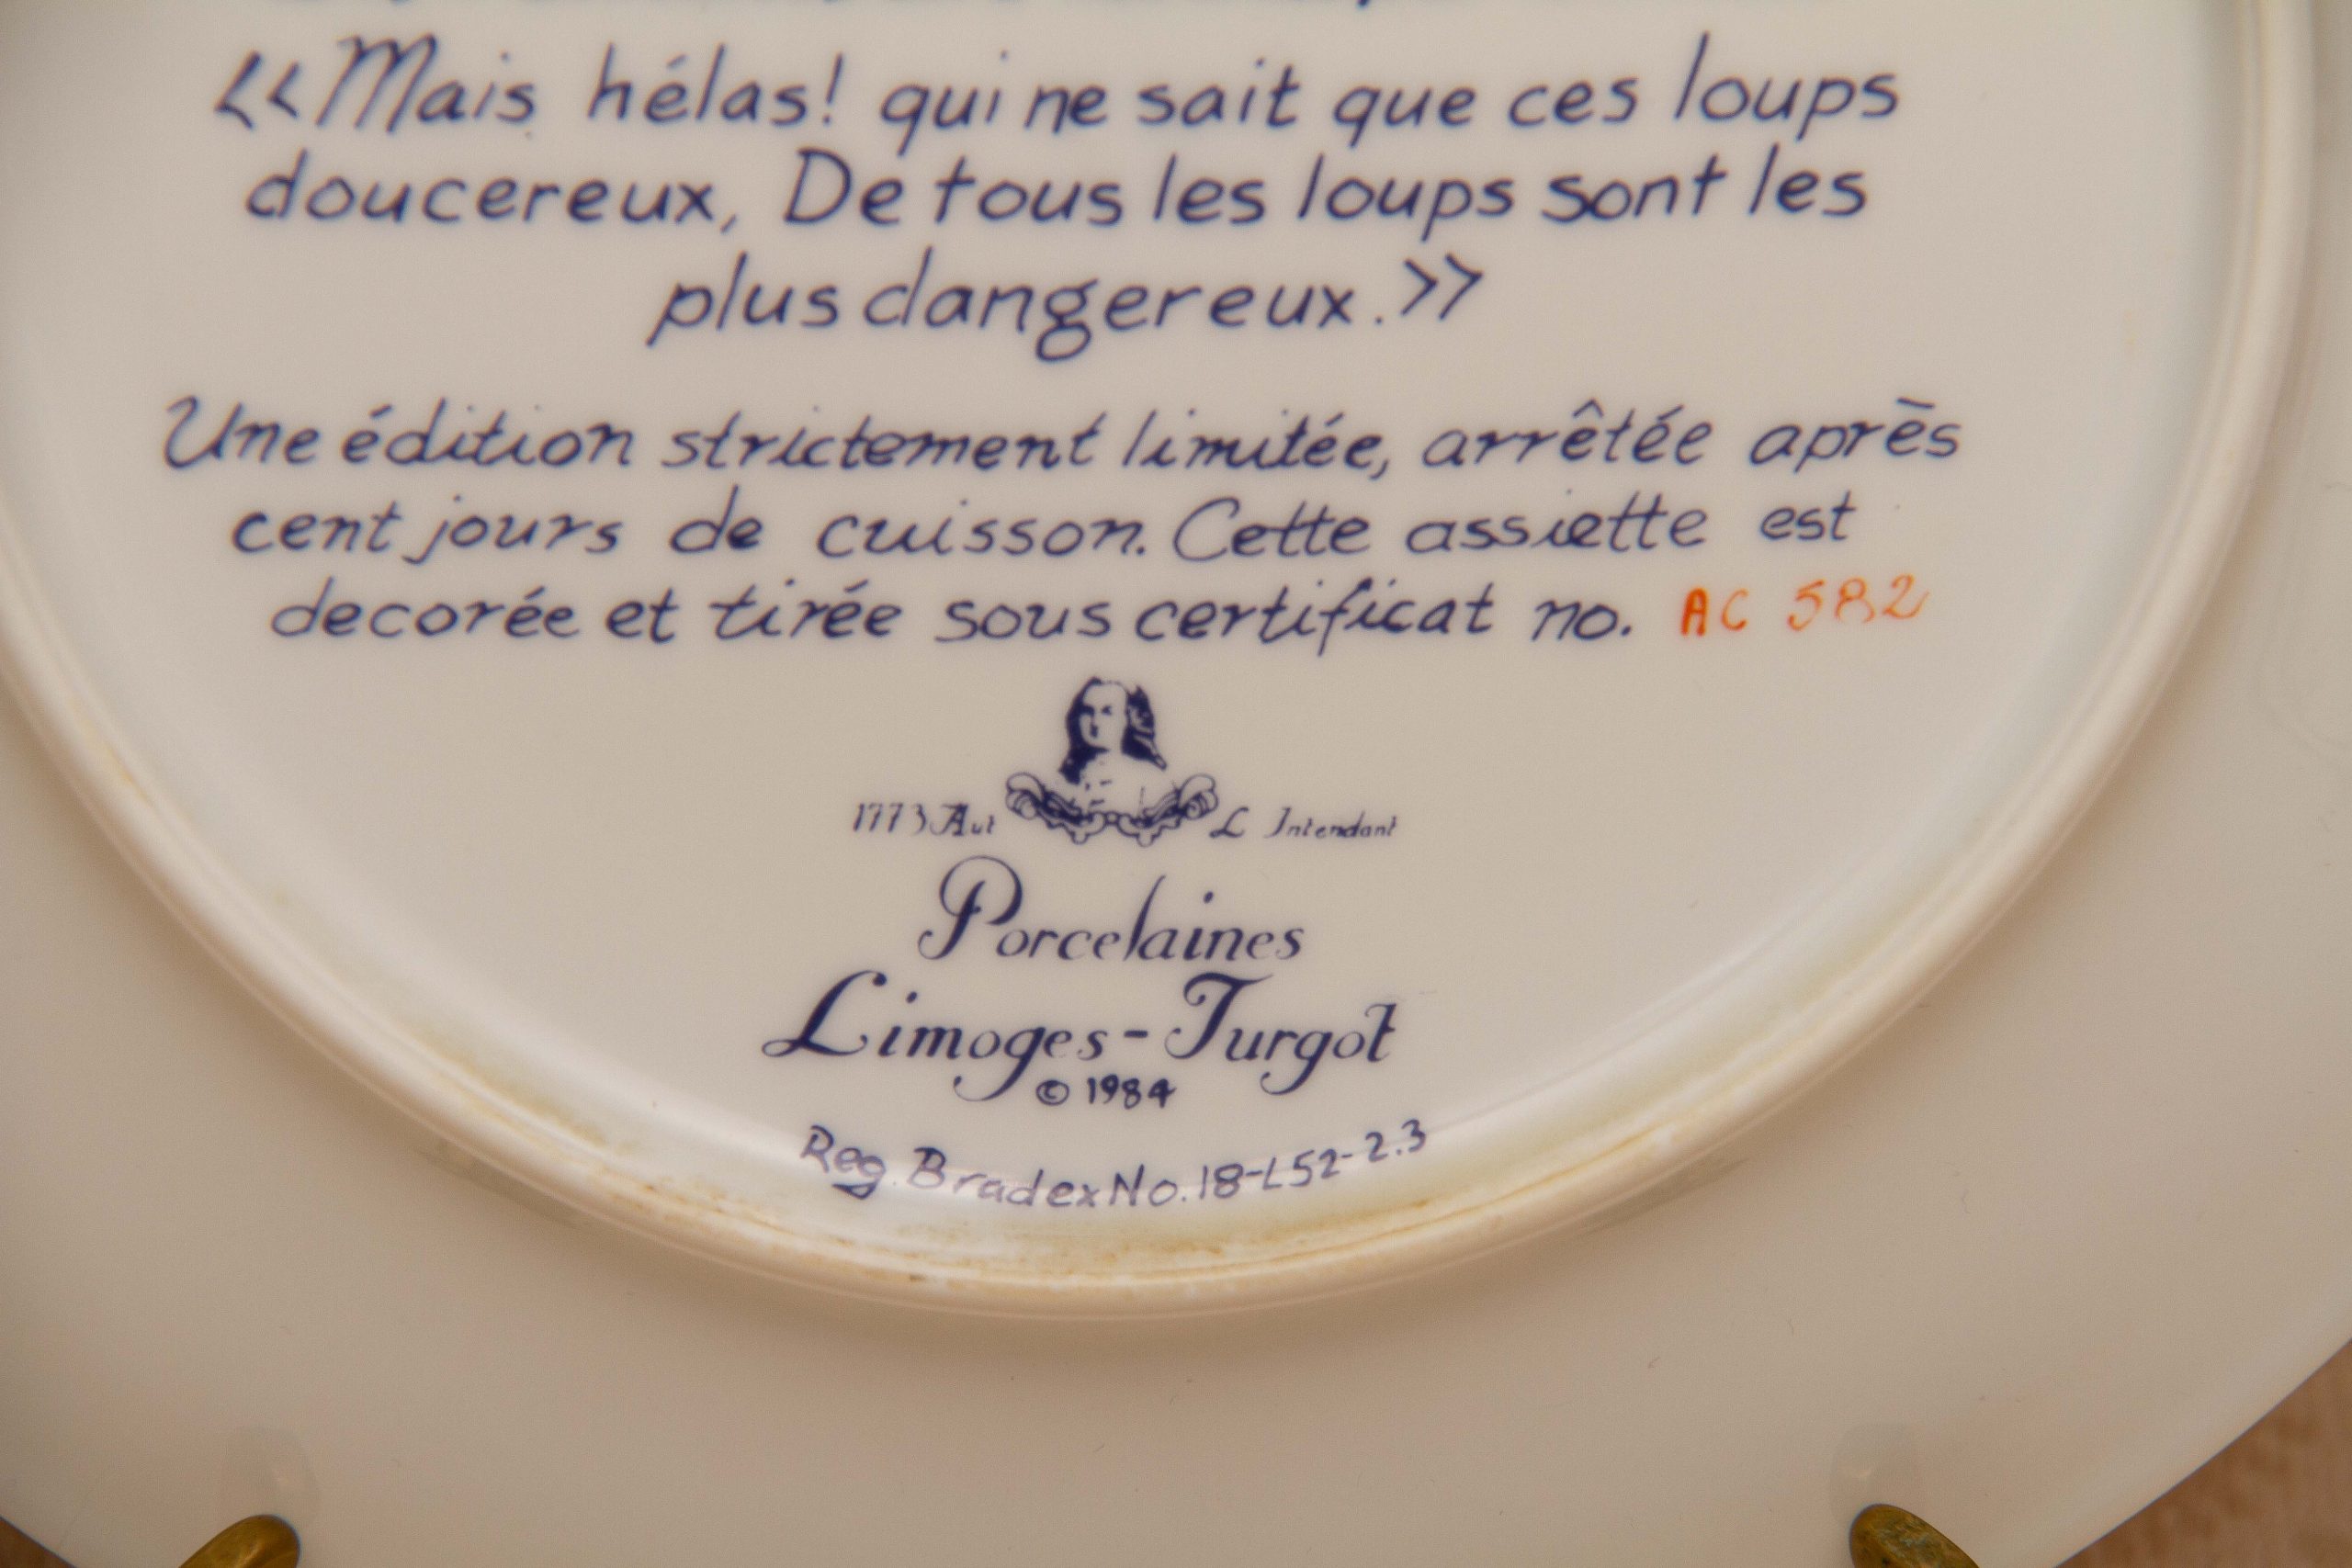 «Mais hélas! qui ne sait que ces loups
doucereux, De tous les loups sont les
plus dangereux.»
Une édition strictement limitée, arrêtée après
cent jours de cuisson. Cette assiette est
decorée et tirée sous certificat no. AC 582
1773 Aut L Intendant
Porcelaines
Limoges-Turgot
© 1984
Reg. Bradex No. 18-L52-2.3